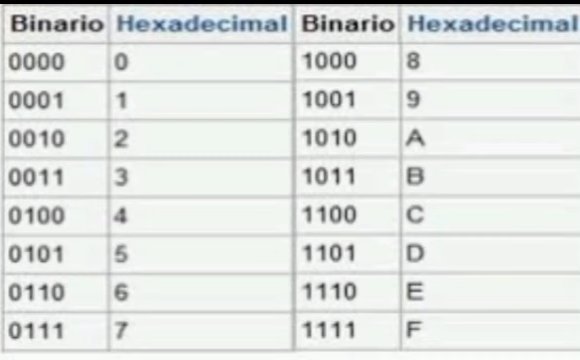 Binario Hexadecimal Binario Hexadecimal
0000 0 1000 8
0001 1 1001 9
0010 2 1010 A
0011 3 1011 B
0100 4 1100 C
0101 5 1101 D
0110 6 1110 E
0111 7 1111 F